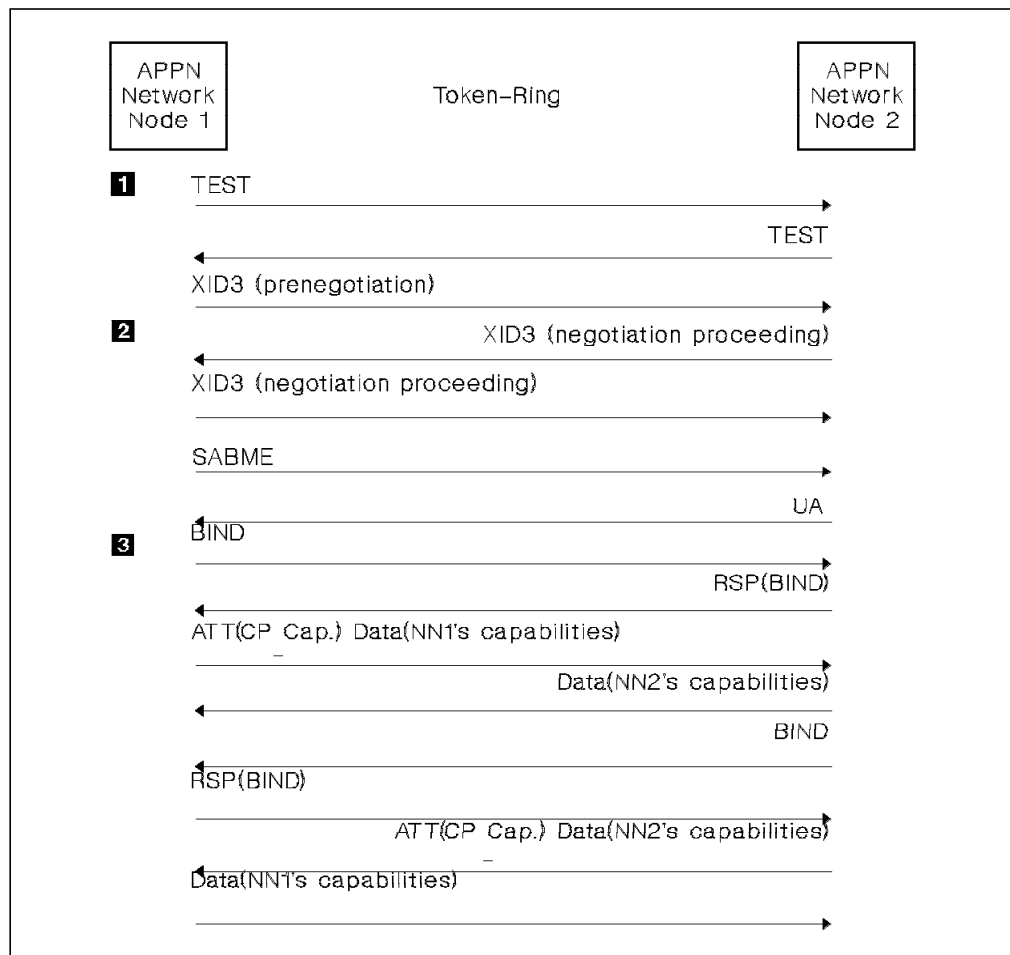 APPN
Network
Node 1
Token-Ring
APPN
Network
Node 2
1 TEST
TEST
XID3 (prenegotiation)
2 XID3 (negotiation proceeding)
XID3 (negotiation proceeding)
SABME
UA
3 BIND
RSP(BIND)
ATT(CP_Cap.) Data(NN1's capabilities)
Data(NN2's capabilities)
BIND
RSP(BIND)
ATT(CP_Cap.) Data(NN2's capabilities)
Data(NN1's capabilities)